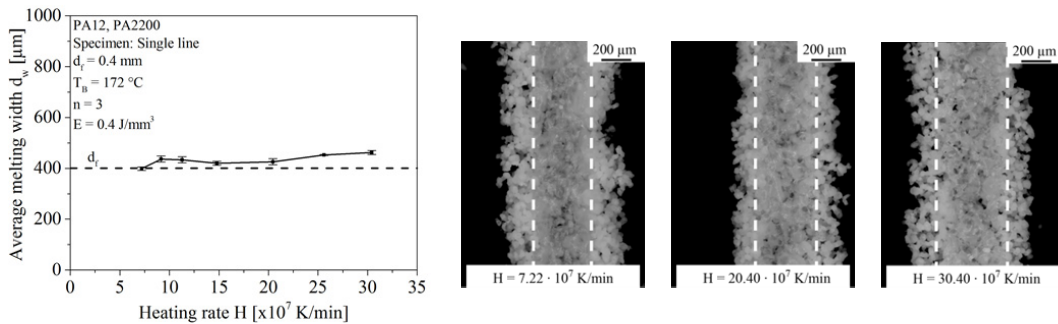 1000
800
600
400
200
0
Average melting width d_w [µm]
PA12, PA2200
Specimen: Single line
d_f = 0.4 mm
T_B = 172 °C
n = 3
E = 0.4 J/mm³
d_f
0 5 10 15 20 25 30 35
Heating rate H [x10⁷ K/min]
200 µm
H = 7.22 · 10⁷ K/min
200 µm
H = 20.40 · 10⁷ K/min
200 µm
H = 30.40 · 10⁷ K/min